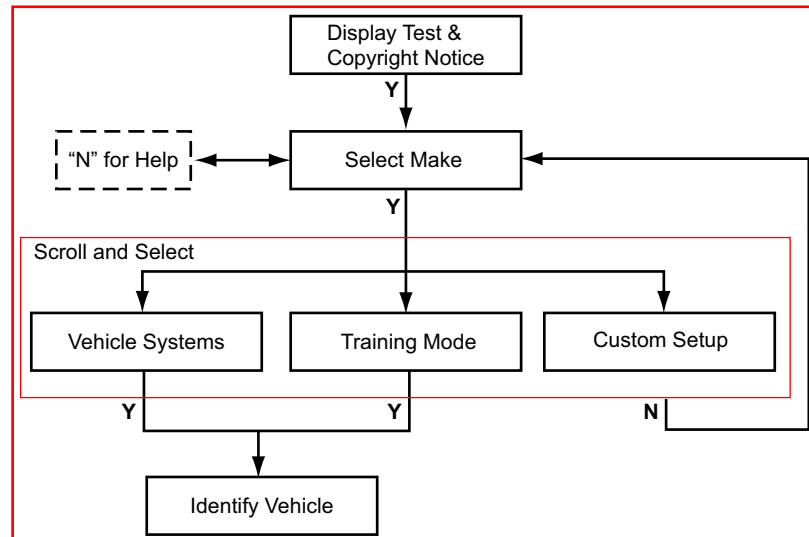 Display Test &
Copyright Notice
Y
“N” for Help
Select Make
Y
Scroll and Select
Vehicle Systems
Training Mode
Custom Setup
Y
Y
N
Identify Vehicle